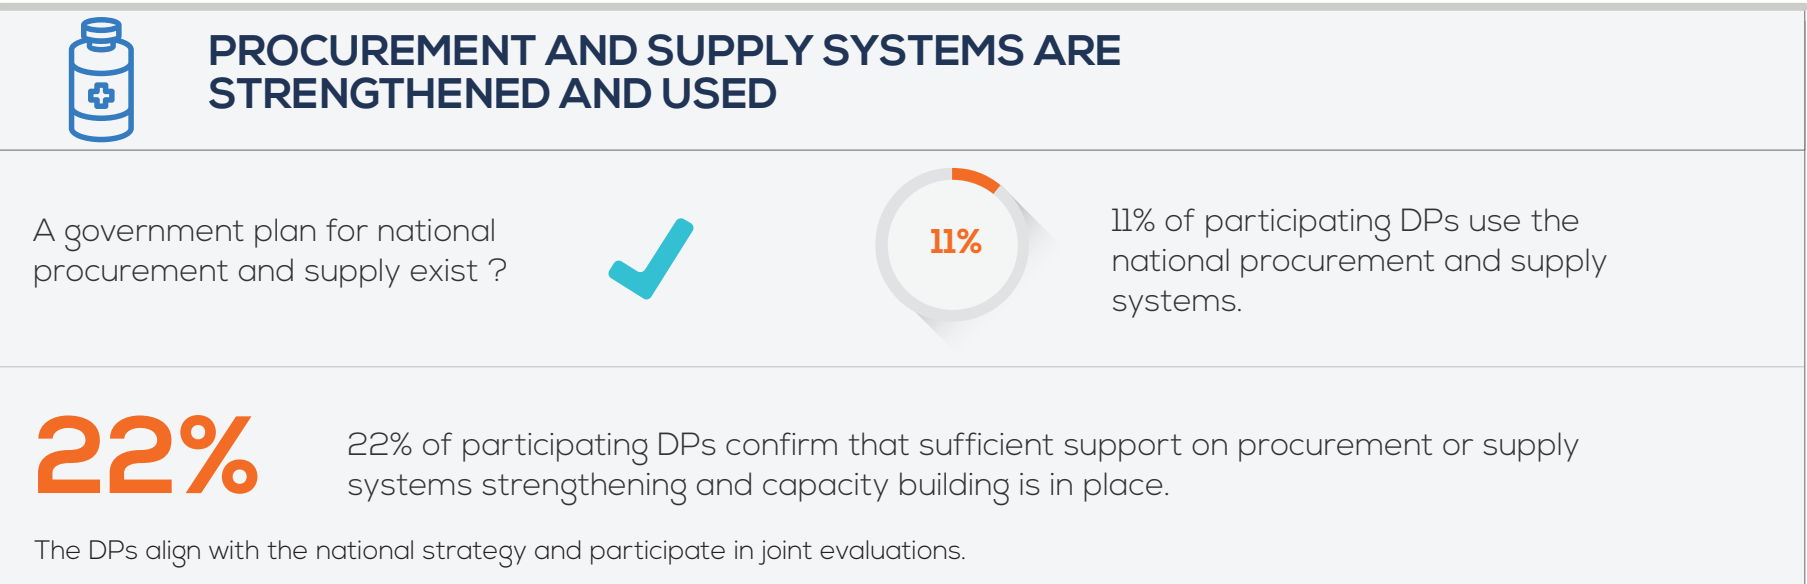 PROCUREMENT AND SUPPLY SYSTEMS ARE
STRENGTHENED AND USED
A government plan for national
procurement and supply exist ?
11%
11% of participating DPs use the
national procurement and supply
systems.
22%
22% of participating DPs confirm that sufficient support on procurement or supply
systems strengthening and capacity building is in place.
The DPs align with the national strategy and participate in joint evaluations.